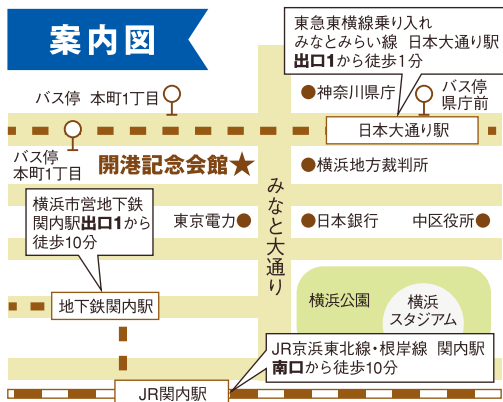 案内図
東急東横線乗り入れ
みなとみらい線 日本大通り駅
出口1から徒歩1分
バス停 本町1丁目
●神奈川県庁
バス停
県庁前
日本大通り駅
バス停
本町1丁目
開港記念会館★
●横浜地方裁判所
みなと大通り
横浜市営地下鉄
関内駅出口1から
徒歩10分
東京電力●
●日本銀行
中区役所●
地下鉄関内駅
横浜公園
横浜
スタジアム
JR京浜東北線・根岸線 関内駅
南口から徒歩10分
JR関内駅